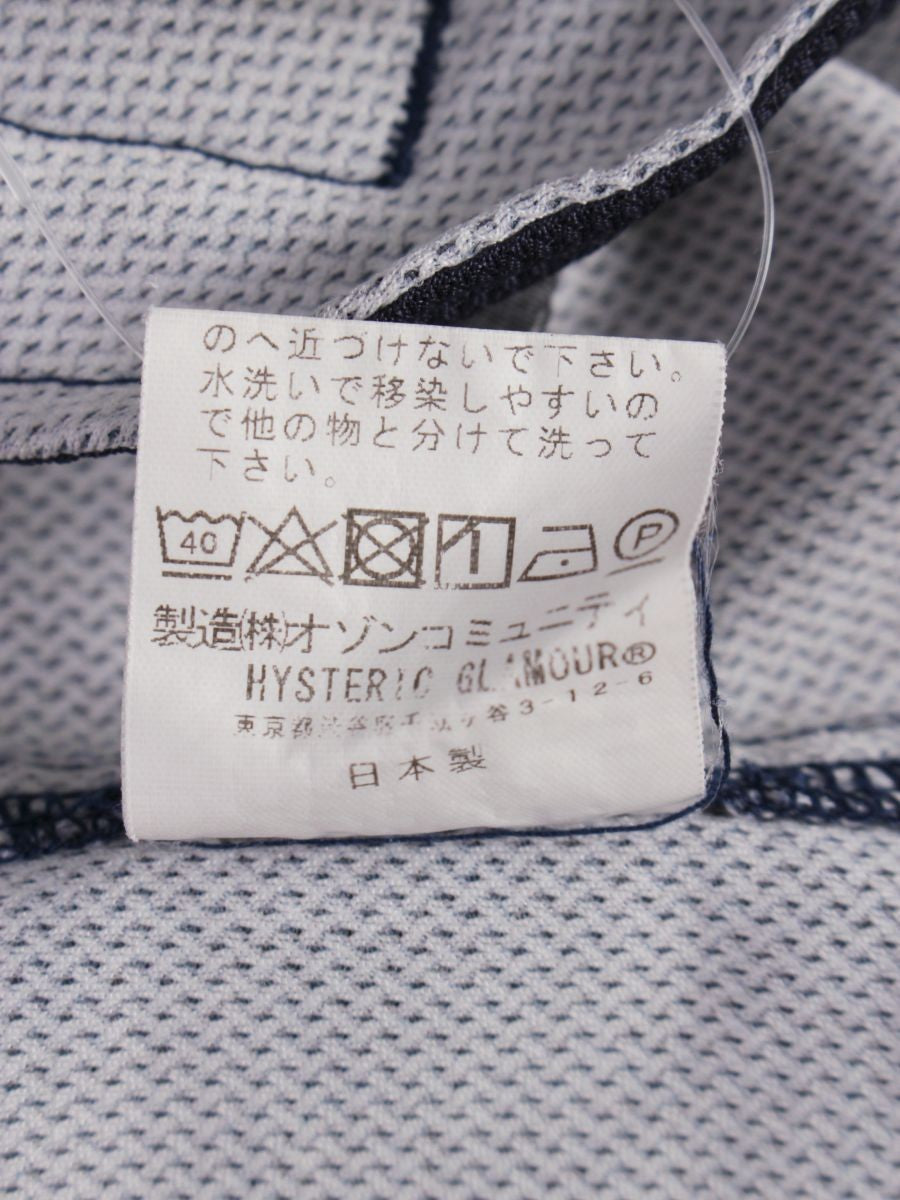 のへ近づけないで下さい。
水洗いで移染しやすいの
で他の物と分けて洗って
下さい。
40 P
製造(株)オゾンコミュニティ
HYSTERIC GLAMOUR®
東京都渋谷区千駄ヶ谷3-12-6
日本製